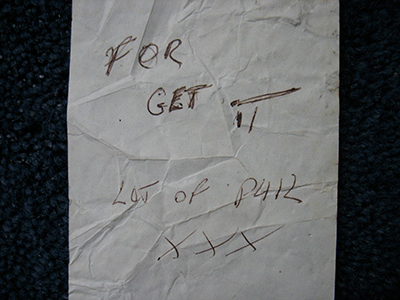 FOR
GET IT
LOT OF
XXX